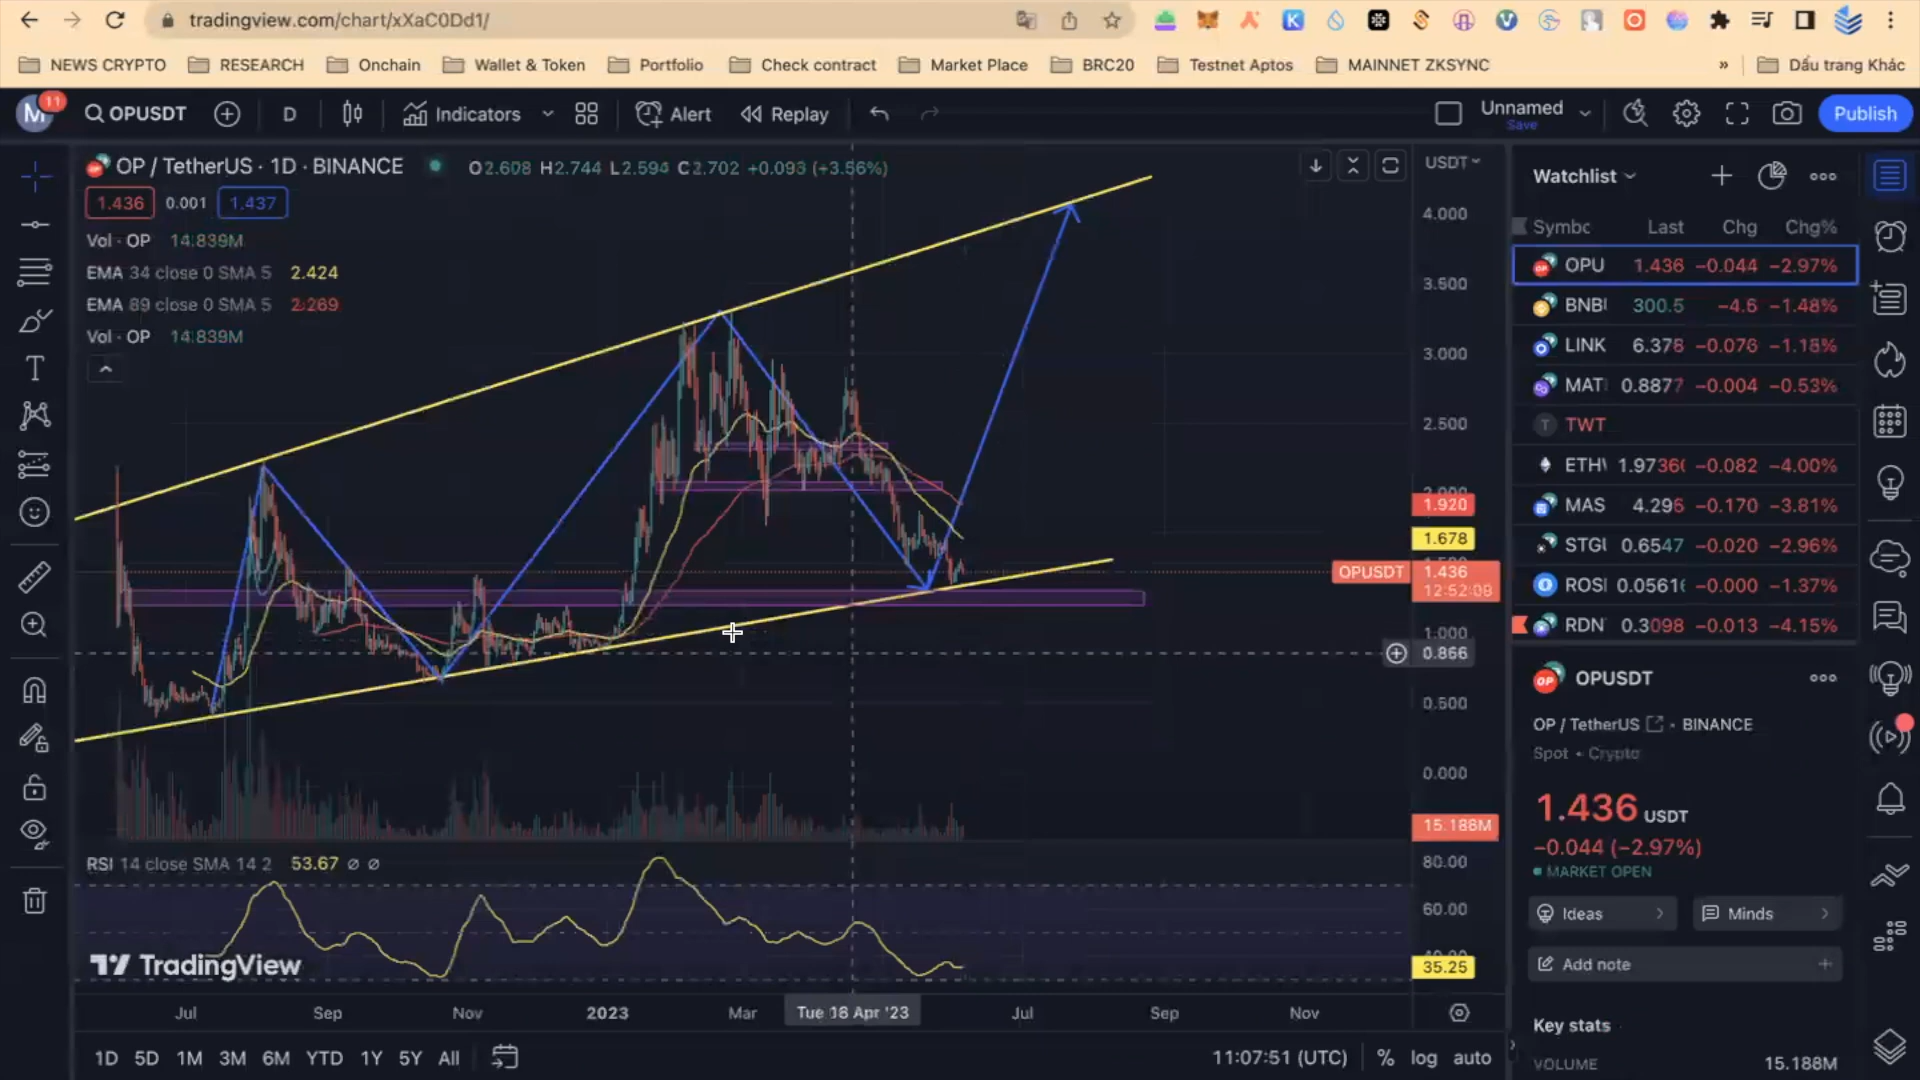 tradingview.com/chart/xXaC0Dd1/
NEWS CRYPTO RESEARCH Onchain Wallet & Token Portfolio Check contract Market Place BRC20 Testnet Aptos MAINNET ZKSYNC » Dấu trang Khác
M 11 OPUSDT D Indicators Alert Replay Unnamed Save Publish
OP / TetherUS · 1D · BINANCE O2.608 H2.744 L2.594 C2.702 +0.093 (+3.56%)
1.436 0.001 1.437
Vol · OP 14.839M
EMA 34 close 0 SMA 5 2.424
EMA 89 close 0 SMA 5 2.269
Vol · OP 14.839M
USDT
4.000
3.500
3.000
2.500
1.920
1.678
OPUSDT 1.436
12:52:09
1.000
0.866
0.500
0.000
15.188M
RSI 14 close SMA 14 2 53.67 ∅ ∅
80.00
60.00
35.25
TradingView
Jul Sep Nov 2023 Mar Tue 18 Apr '23 Jul Sep Nov
1D 5D 1M 3M 6M YTD 1Y 5Y All 11:07:51 (UTC) % log auto
Watchlist
Symbc Last Chg Chg%
OPU 1.436 −0.044 −2.97%
BNB 300.5 −4.6 −1.48%
LINK 6.376 −0.076 −1.18%
MAT 0.8877 −0.004 −0.53%
T TWT
ETH 1.9736 −0.082 −4.00%
MAS 4.296 −0.170 −3.81%
STG 0.6547 −0.020 −2.96%
ROS 0.0561 −0.000 −1.37%
RDN 0.3098 −0.013 −4.15%
OP OPUSDT
OP / TetherUS · BINANCE
Spot • Crypto
1.436 USDT
−0.044 (−2.97%)
MARKET OPEN
Ideas Minds
Add note
Key stats
VOLUME 15.188M